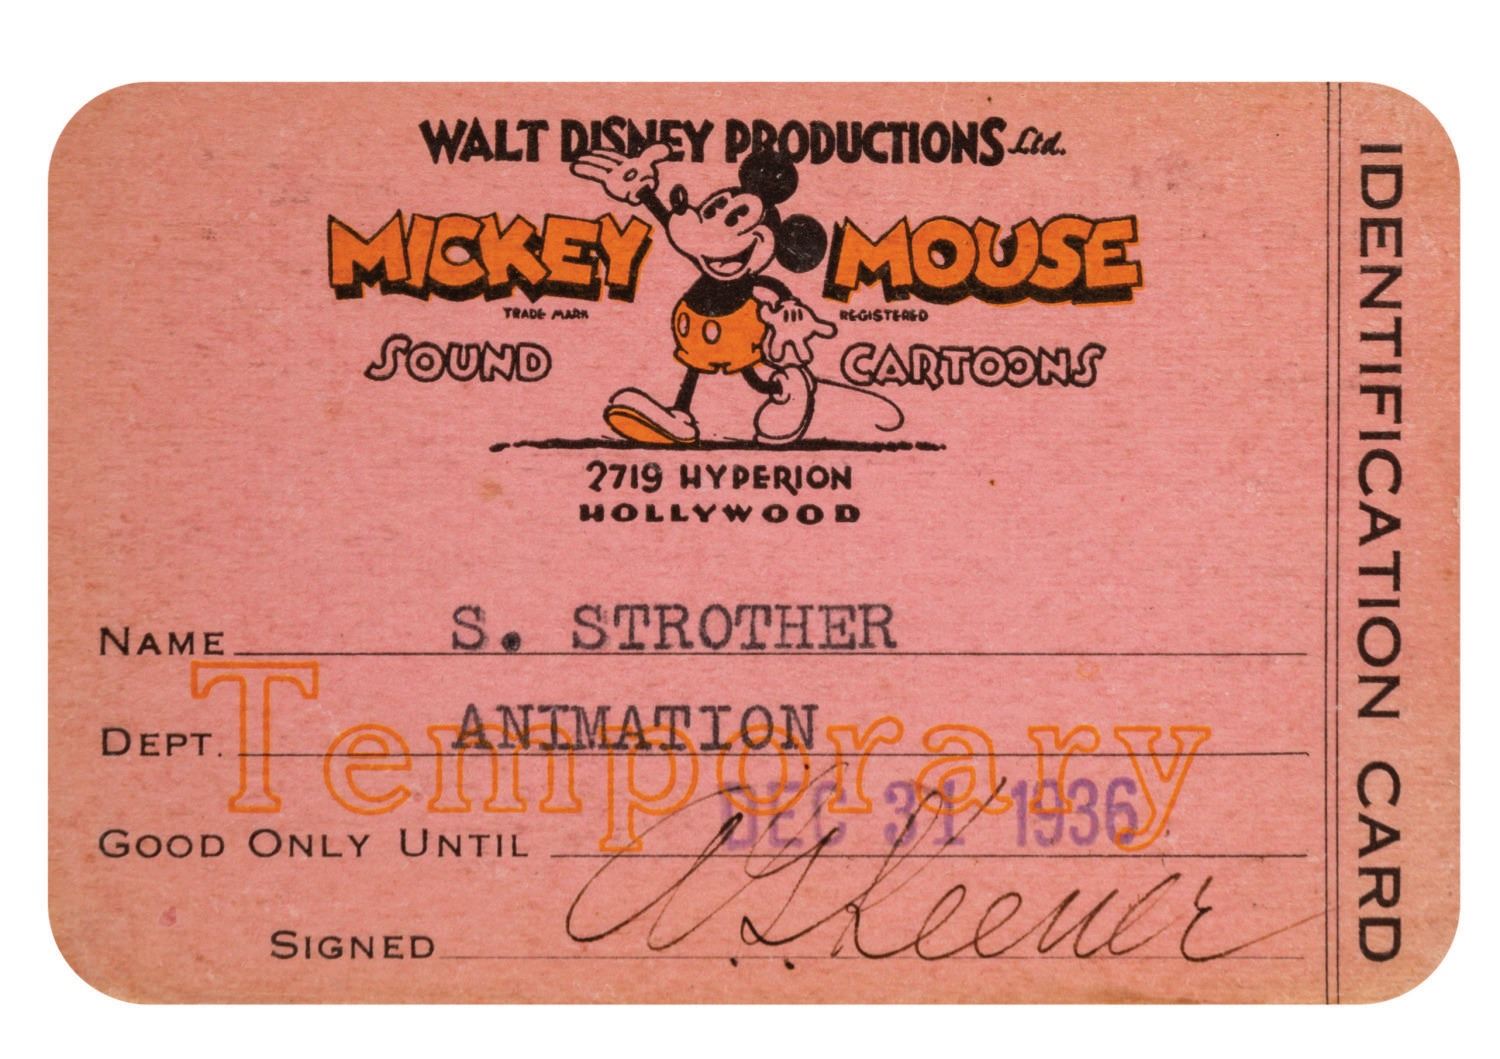 WALT DISNEY PRODUCTIONS Ltd.
MICKEY MOUSE
TRADE MARK REGISTERED
SOUND CARTOONS
2719 HYPERION
HOLLYWOOD
NAME S. STROTHER
Temporary
DEPT. ANIMATION
GOOD ONLY UNTIL DEC 31 1936
SIGNED Keener
IDENTIFICATION CARD